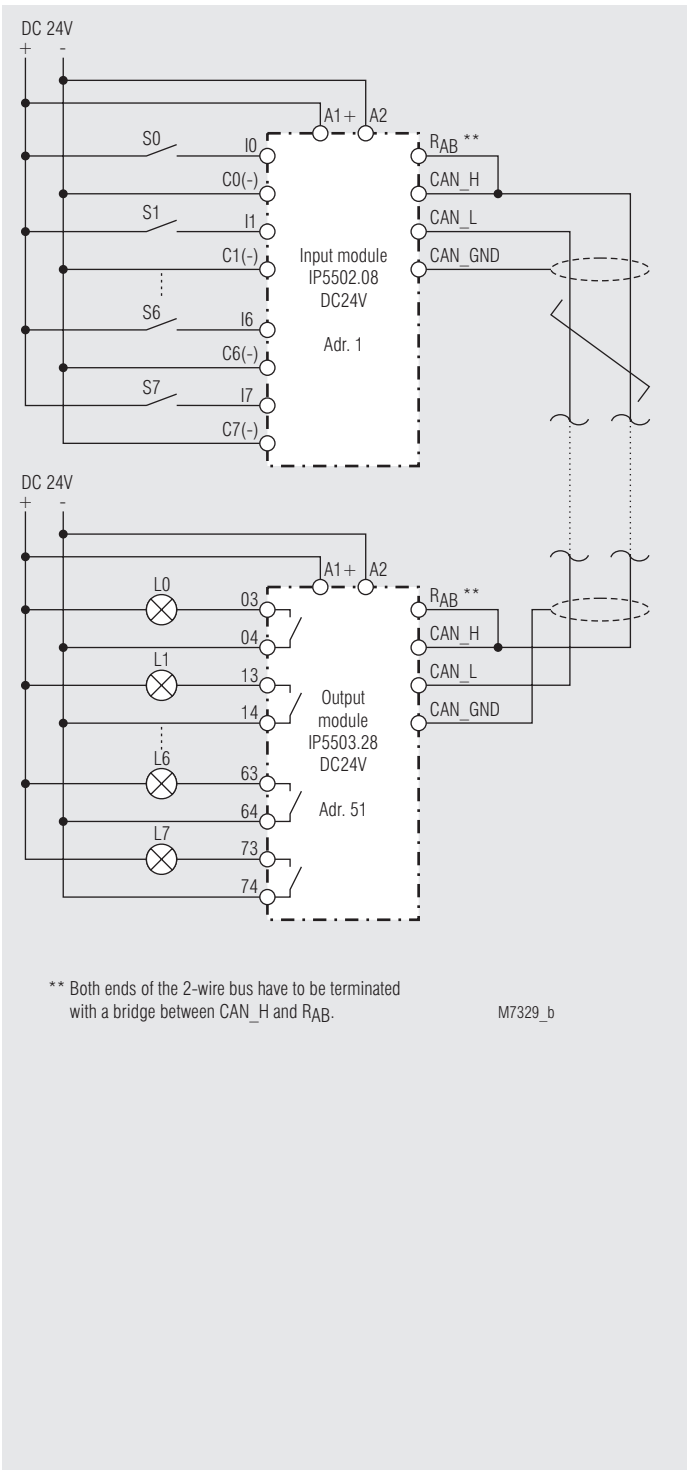 DC 24V
+ -
A1+ A2
S0 I0 RAB **
C0(-) CAN_H
S1 I1 CAN_L
C1(-) CAN_GND
Input module
IP5502.08
DC24V
Adr. 1
S6 I6
C6(-)
S7 I7
C7(-)
DC 24V
+ -
A1+ A2
L0 03 RAB **
04 CAN_H
L1 13 CAN_L
14 CAN_GND
Output
module
IP5503.28
DC24V
Adr. 51
L6 63
64
L7 73
74
** Both ends of the 2-wire bus have to be terminated
with a bridge between CAN_H and RAB.
M7329_b